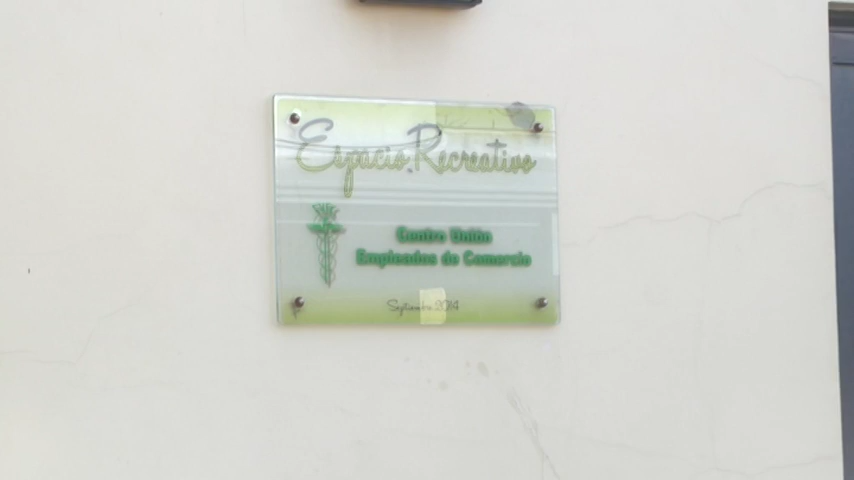 Espacio Recreativo
Centro Unión
Empleados de Comercio
Septiembre 2014